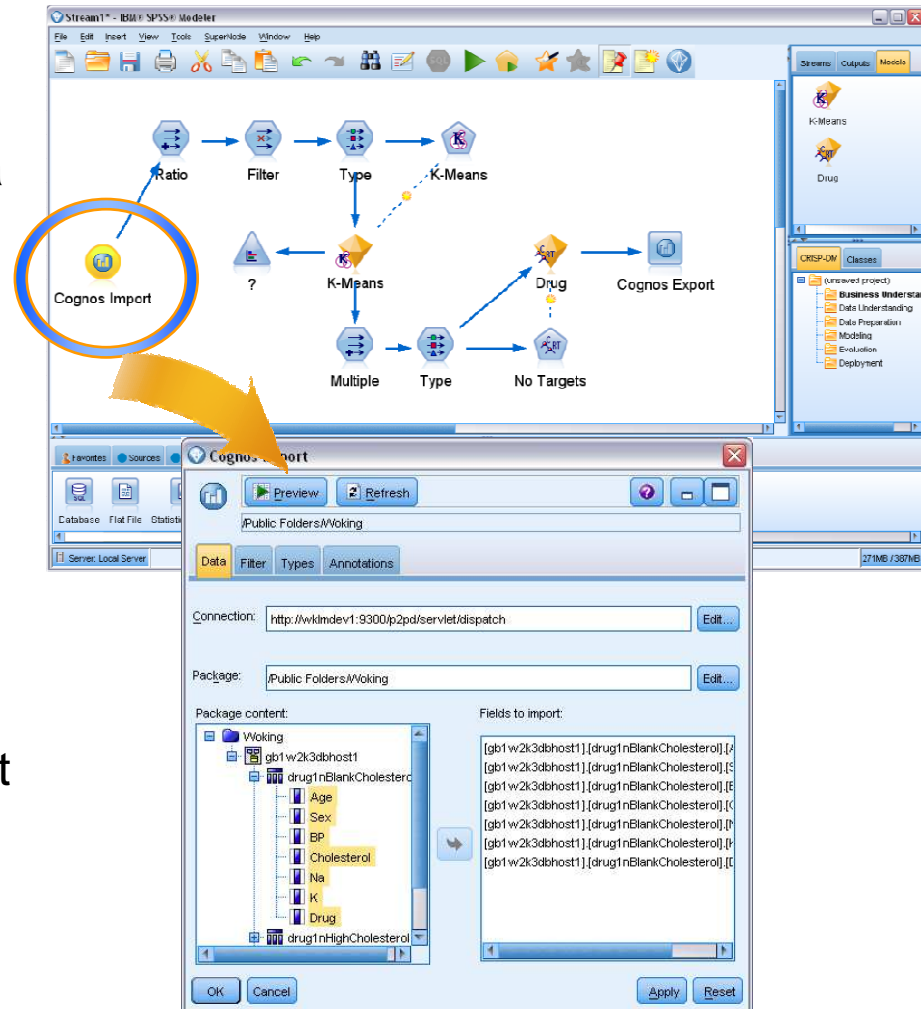 Stream1* - IBM® SPSS® Modeler
File Edit Insert View Tools SuperNode Window Help
Streams Outputs Models
K-Means
Drug
Ratio
Filter
Type
K-Means
Cognos Import
?
K-Means
Drug
Cognos Export
Multiple
Type
No Targets
CRISP-DM Classes
(unsaved project)
Business Understa
Data Understanding
Data Preparation
Modeling
Evaluation
Deployment
Favorites Sources
Database Flat File Statisti
Server: Local Server
271MB / 387MB
Preview Refresh
/Public Folders/Woking
Data Filter Types Annotations
Connection: http://wklmdev1:9300/p2pd/servlet/dispatch Edit...
Package: /Public Folders/Woking Edit...
Package content: Fields to import:
Woking
gb1w2k3dbhost1
drug1nBlankCholesterc
Age
Sex
BP
Cholesterol
Na
K
Drug
drug1nHighCholesterol
[gb1w2k3dbhost1].[drug1nBlankCholesterol].[
[gb1w2k3dbhost1].[drug1nBlankCholesterol].[
[gb1w2k3dbhost1].[drug1nBlankCholesterol].[
[gb1w2k3dbhost1].[drug1nBlankCholesterol].[
[gb1w2k3dbhost1].[drug1nBlankCholesterol].[
[gb1w2k3dbhost1].[drug1nBlankCholesterol].[
[gb1w2k3dbhost1].[drug1nBlankCholesterol].[
OK Cancel Apply Reset